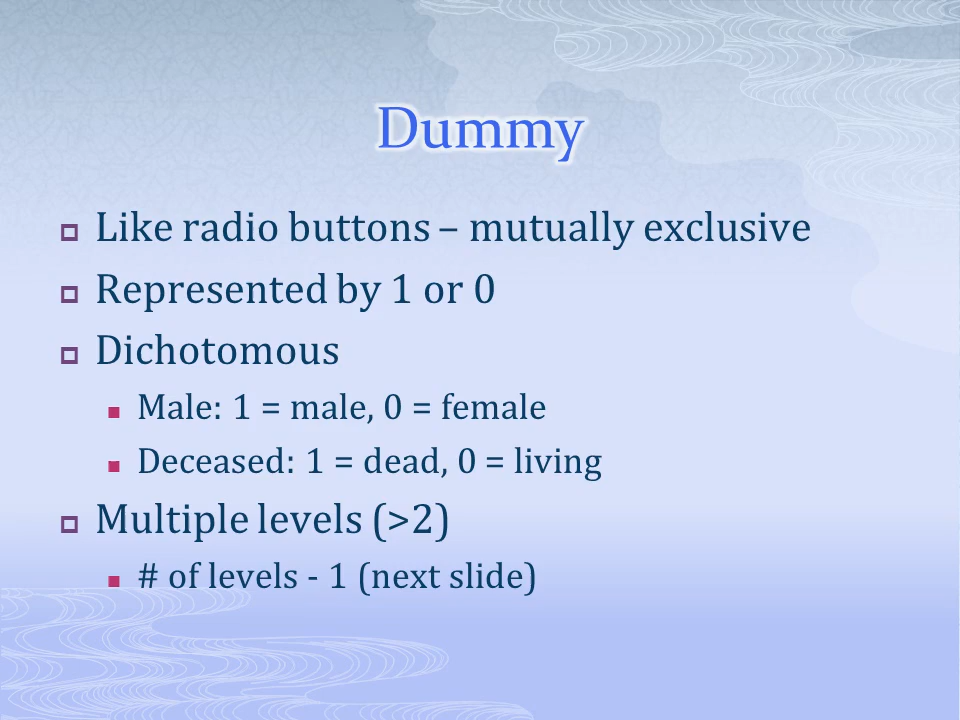 Dummy
Like radio buttons – mutually exclusive
Represented by 1 or 0
Dichotomous
Male: 1 = male, 0 = female
Deceased: 1 = dead, 0 = living
Multiple levels (>2)
# of levels - 1 (next slide)